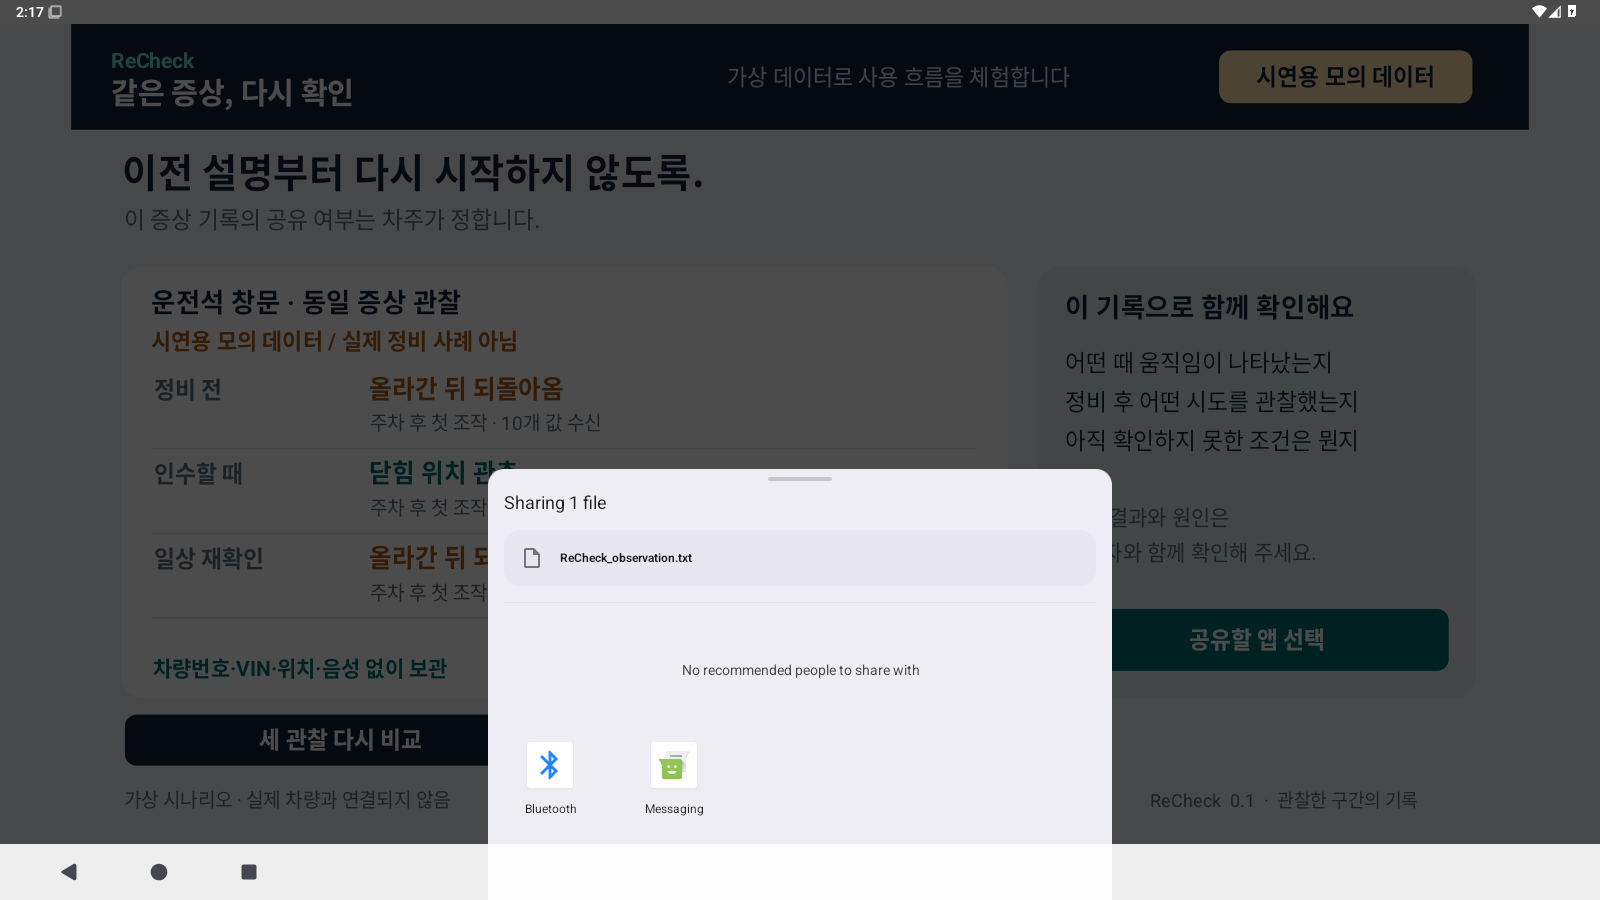 2:17
ReCheck
같은 증상, 다시 확인
가상 데이터로 사용 흐름을 체험합니다
시연용 모의 데이터
이전 설명부터 다시 시작하지 않도록.
이 증상 기록의 공유 여부는 차주가 정합니다.
운전석 창문 · 동일 증상 관찰
시연용 모의 데이터 / 실제 정비 사례 아님
정비 전
올라간 뒤 되돌아옴
주차 후 첫 조작 · 10개 값 수신
인수할 때
닫힘 위치
주차 후 첫 조작
일상 재확인
올라간 뒤
주차 후 첫 조작
차량번호·VIN·위치·음성 없이 보관
이 기록으로 함께 확인해요
어떤 때 움직임이 나타났는지
정비 후 어떤 시도를 관찰했는지
아직 확인하지 못한 조건은 뭔지
결과와 원인은
함께 확인해 주세요.
공유할 앱 선택
Sharing 1 file
ReCheck_observation.txt
No recommended people to share with
Bluetooth
Messaging
세 관찰 다시 비교
가상 시나리오 · 실제 차량과 연결되지 않음
ReCheck 0.1 · 관찰한 구간의 기록